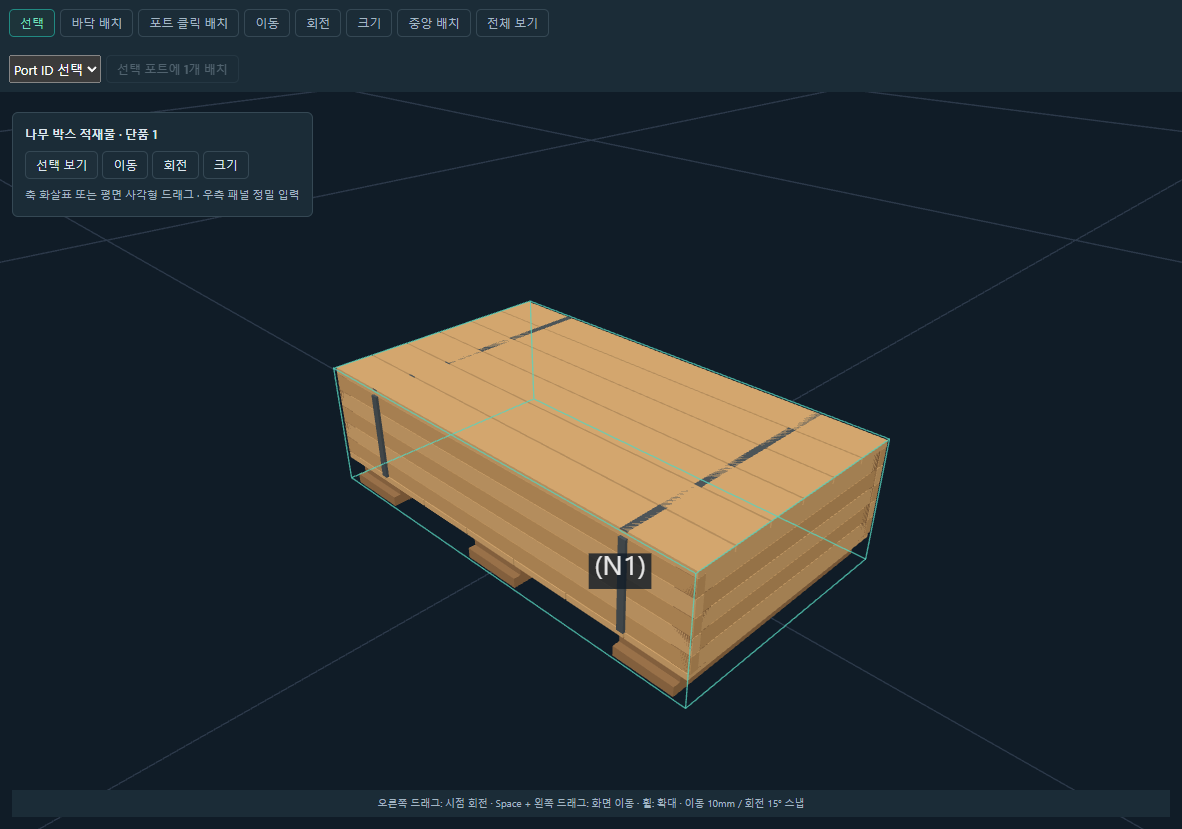 선택 바닥 배치 포트 클릭 배치 이동 회전 크기 중앙 배치 전체 보기
Port ID 선택 선택 포트에 1개 배치
나무 박스 적재물 · 단품 1
선택 보기 이동 회전 크기
축 화살표 또는 평면 사각형 드래그 · 우측 패널 정밀 입력
(N1)
오른쪽 드래그: 시점 회전 · Space + 왼쪽 드래그: 화면 이동 · 휠: 확대 · 이동 10mm / 회전 15° 스냅